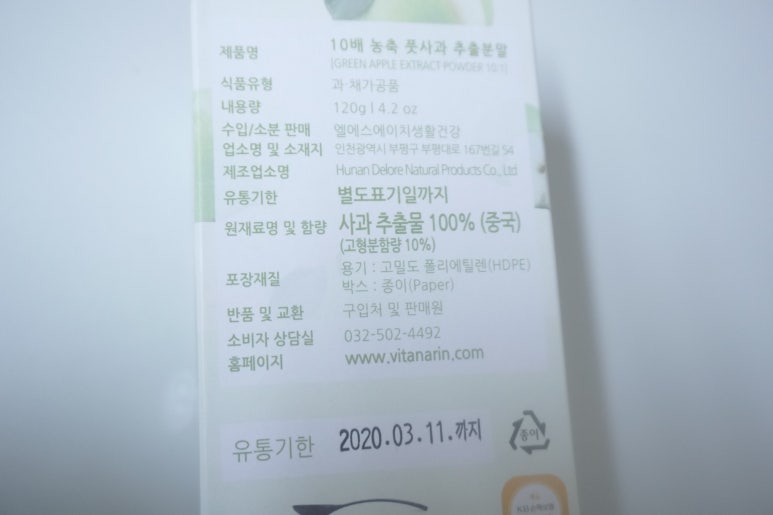 제품명 10배 농축 풋사과 추출분말
[GREEN APPLE EXTRACT POWDER 10:1]
식품유형 과·채가공품
내용량 120g | 4.2 oz
수입/소분 판매 엘에스에이치생활건강
업소명 및 소재지 인천광역시 부평구 부평대로 167번길 54
제조업소명 Hunan Delore Natural Products Co., Ltd
유통기한 별도표기일까지
원재료명 및 함량 사과 추출물 100% (중국)
(고형분함량 10%)
포장재질 용기 : 고밀도 폴리에틸렌(HDPE)
박스 : 종이(Paper)
반품 및 교환 구입처 및 판매원
소비자 상담실 032-502-4492
홈페이지 www.vitanarin.com
유통기한 2020.03.11.까지
종이